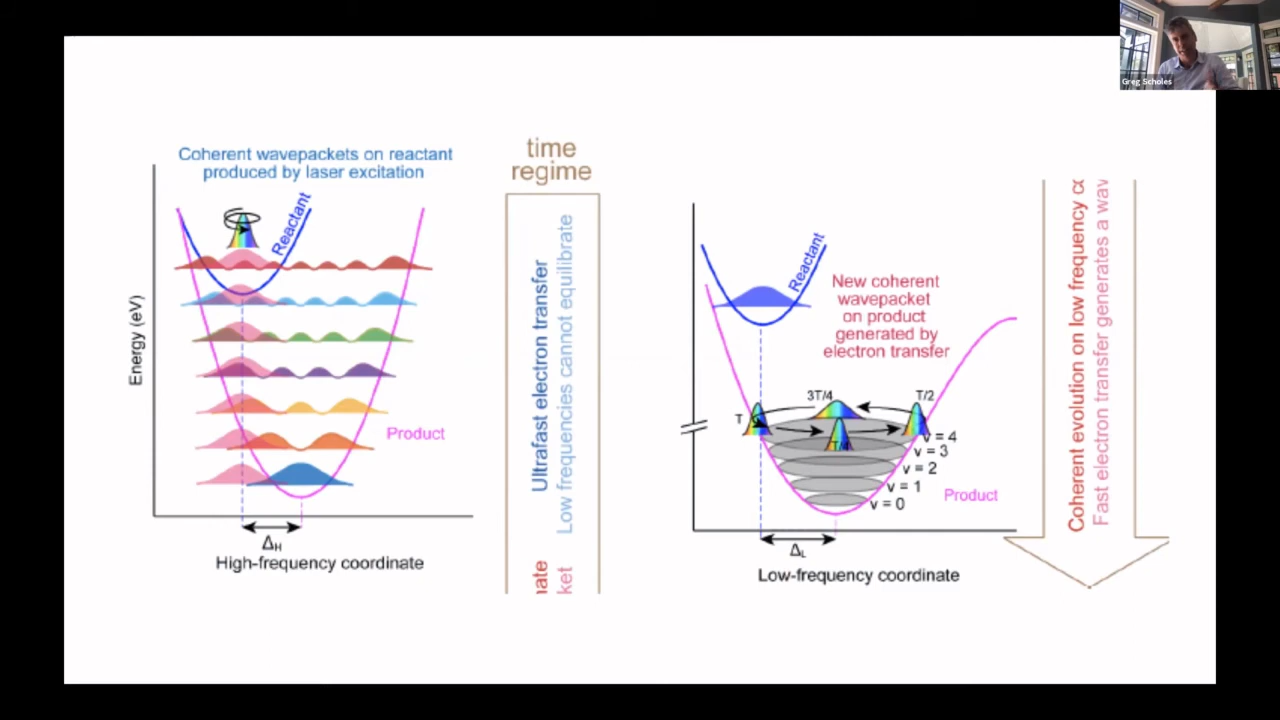 Greg Scholes
Coherent wavepackets on reactant
produced by laser excitation
Reactant
Product
Energy (eV)
ΔH
High-frequency coordinate
time
regime
Ultrafast electron transfer
Low frequencies cannot equilibrate
nate
ket
Reactant
New coherent
wavepacket
on product
generated by
electron transfer
3T/4
T/2
T
T/4
v = 4
v = 3
v = 2
v = 1
v = 0
Product
ΔL
Low-frequency coordinate
Coherent evolution on low frequency co
Fast electron transfer generates a wav